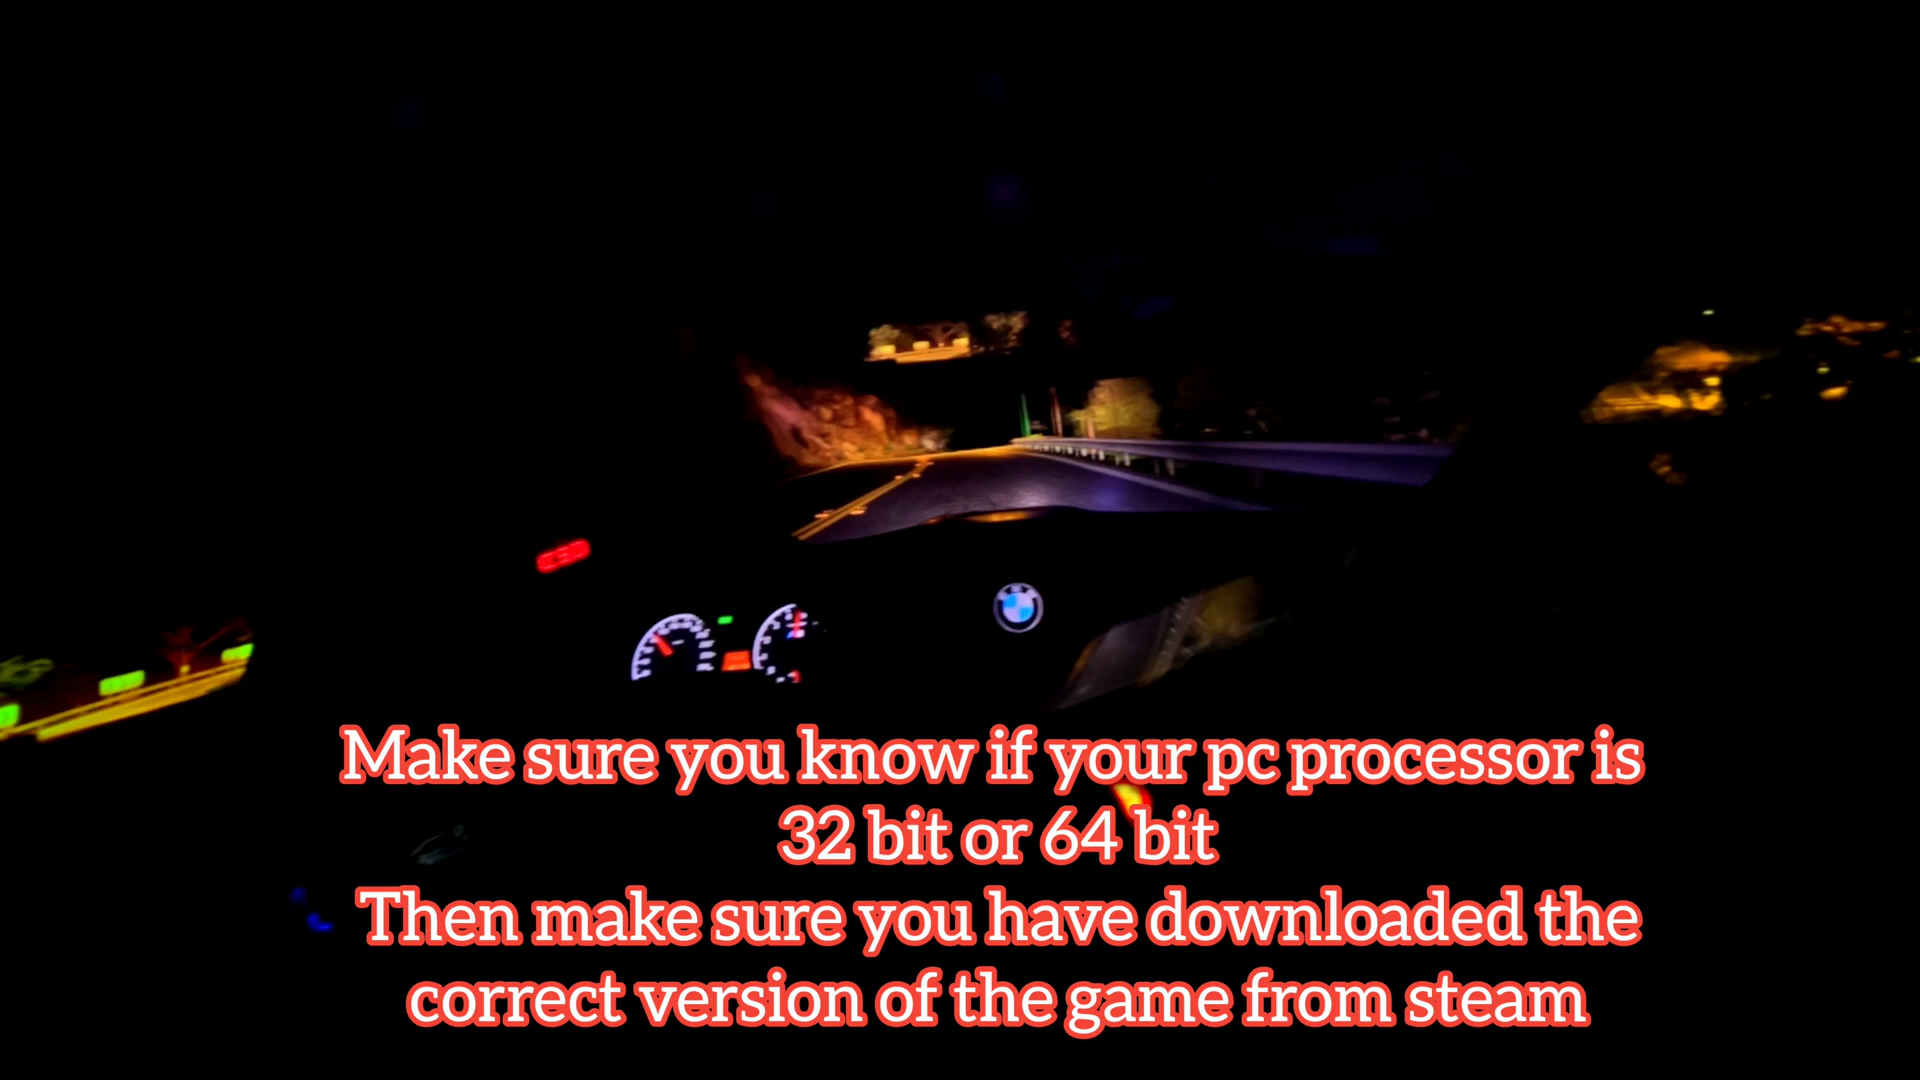 Make sure you know if your pc processor is
32 bit or 64 bit
Then make sure you have downloaded the
correct version of the game from steam